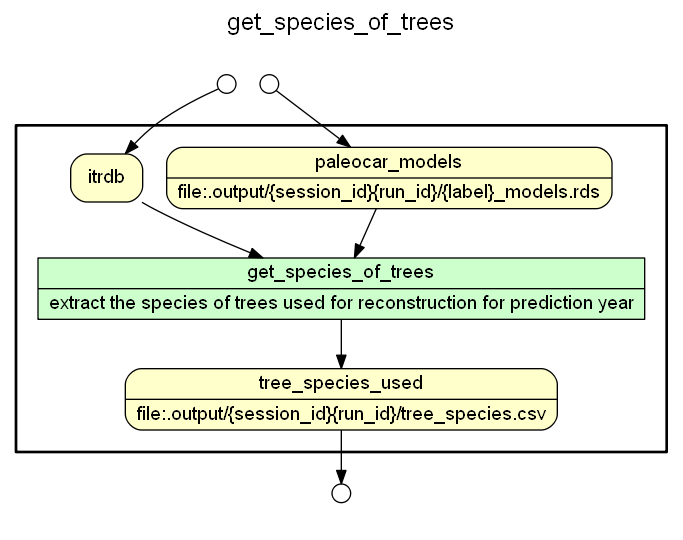 get_species_of_trees
itrdb
paleocar_models
file:.output/{session_id}{run_id}/{label}_models.rds
get_species_of_trees
extract the species of trees used for reconstruction for prediction year
tree_species_used
file:.output/{session_id}{run_id}/tree_species.csv